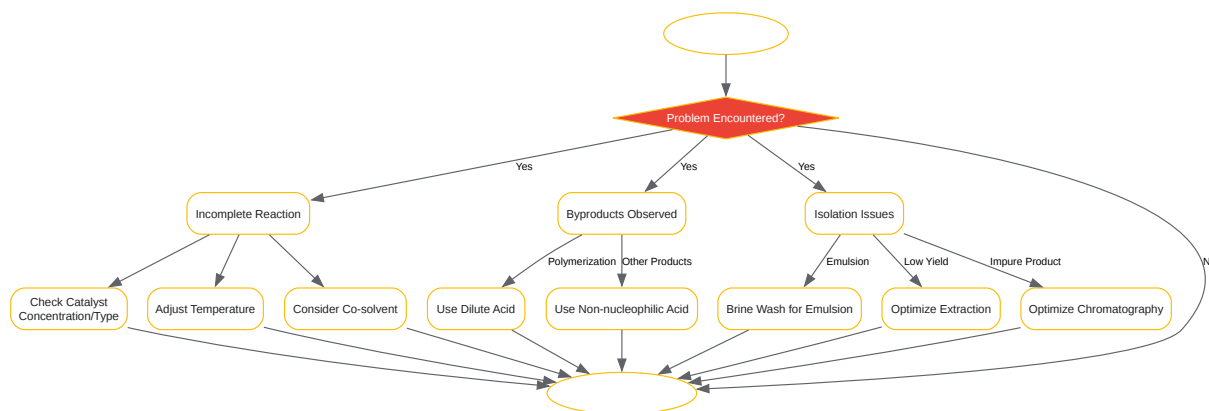 Problem Encountered?
Yes
Yes
Yes
Incomplete Reaction
Byproducts Observed
Isolation Issues
Polymerization
Other Products
Emulsion
Low Yield
Impure Product
N
Check Catalyst
Concentration/Type
Adjust Temperature
Consider Co-solvent
Use Dilute Acid
Use Non-nucleophilic Acid
Brine Wash for Emulsion
Optimize Extraction
Optimize Chromatography